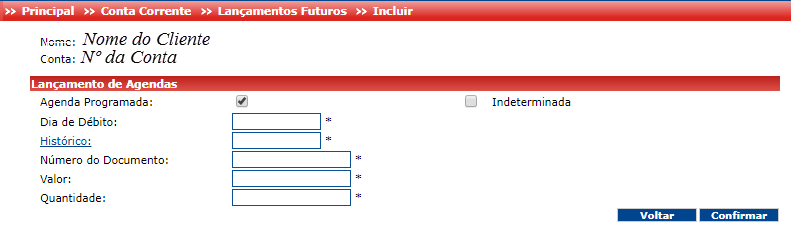 >> Principal >> Conta Corrente >> Lançamentos Futuros >> Incluir
Nome: Nome do Cliente
Conta: Nº da Conta
Lançamento de Agendas
Agenda Programada: Indeterminada
Dia de Débito: *
Histórico: *
Número do Documento: *
Valor: *
Quantidade: *
Voltar Confirmar